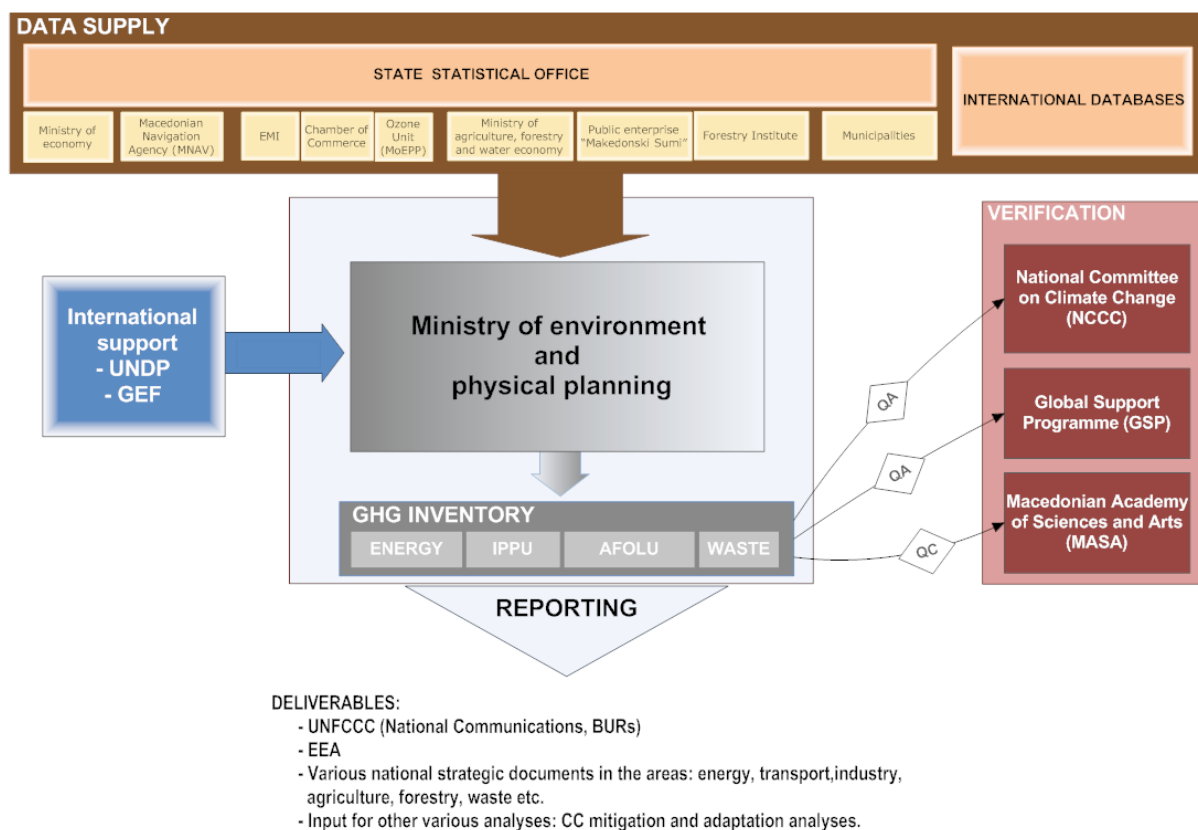 DATA SUPPLY
STATE STATISTICAL OFFICE
INTERNATIONAL DATABASES
Ministry of
economy
Macedonian
Navigation
Agency (MNAV)
EMI
Chamber of
Commerce
Ozone
Unit
(MoEPP)
Ministry of
agriculture, forestry
and water economy
Public enterprise
"Makedonski Sumi"
Forestry Institute
Municipailties
International
support
- UNDP
- GEF
Ministry of environment
and
physical planning
GHG INVENTORY
ENERGY
IPPU
AFOLU
WASTE
QA
QA
QC
VERIFICATION
National Committee
on Climate Change
(NCCC)
Global Support
Programme (GSP)
Macedonian Academy
of Sciences and Arts
(MASA)
REPORTING
DELIVERABLES:
- UNFCCC (National Communications, BURs)
- EEA
- Various national strategic documents in the areas: energy, transport,industry,
agriculture, forestry, waste etc.
- Input for other various analyses: CC mitigation and adaptation analyses.